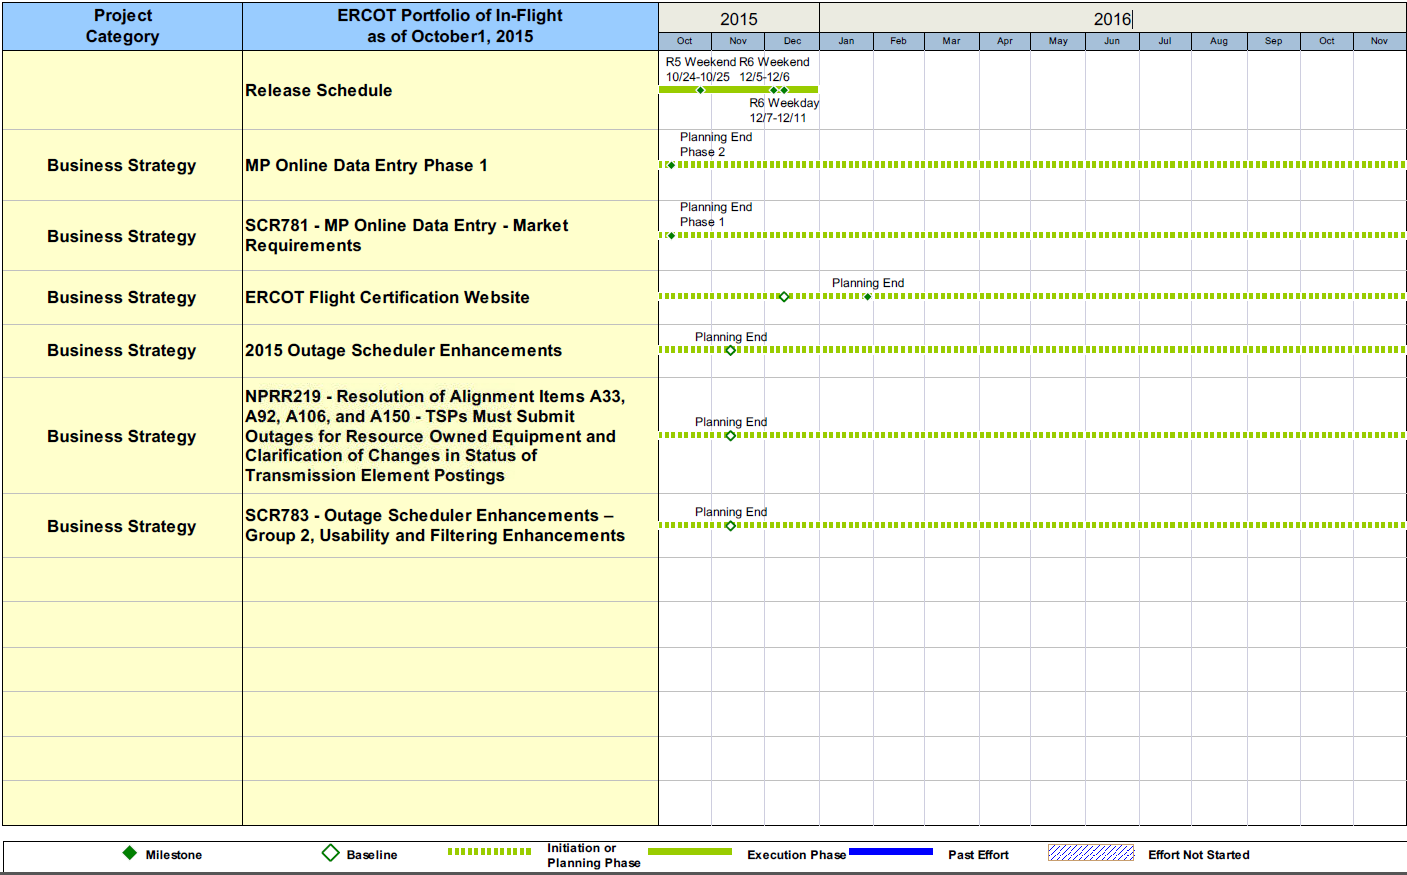 Project
Category
ERCOT Portfolio of In-Flight
as of October1, 2015
2015
2016
Oct
Nov
Dec
Jan
Feb
Mar
Apr
May
Jun
Jul
Aug
Sep
Oct
Nov
Release Schedule
R5 Weekend
10/24-10/25
R6 Weekend
12/5-12/6
R6 Weekday
12/7-12/11
Business Strategy
MP Online Data Entry Phase 1
Planning End
Phase 2
Business Strategy
SCR781 - MP Online Data Entry - Market
Requirements
Planning End
Phase 1
Business Strategy
ERCOT Flight Certification Website
Planning End
Business Strategy
2015 Outage Scheduler Enhancements
Planning End
Business Strategy
NPRR219 - Resolution of Alignment Items A33,
A92, A106, and A150 - TSPs Must Submit
Outages for Resource Owned Equipment and
Clarification of Changes in Status of
Transmission Element Postings
Planning End
Business Strategy
SCR783 - Outage Scheduler Enhancements –
Group 2, Usability and Filtering Enhancements
Planning End
Milestone
Baseline
Initiation or
Planning Phase
Execution Phase
Past Effort
Effort Not Started